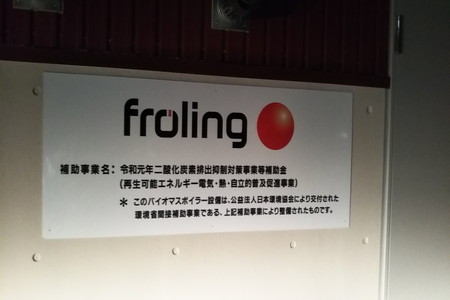 fröling
補助事業名：令和元年二酸化炭素排出抑制対策事業等補助金
（再生可能エネルギー電気・熱・自立的普及促進事業）
＊ このバイオマスボイラー設備は、公益法人日本環境協会により交付された
環境省間接補助事業である、上記補助事業により整備されたものです。